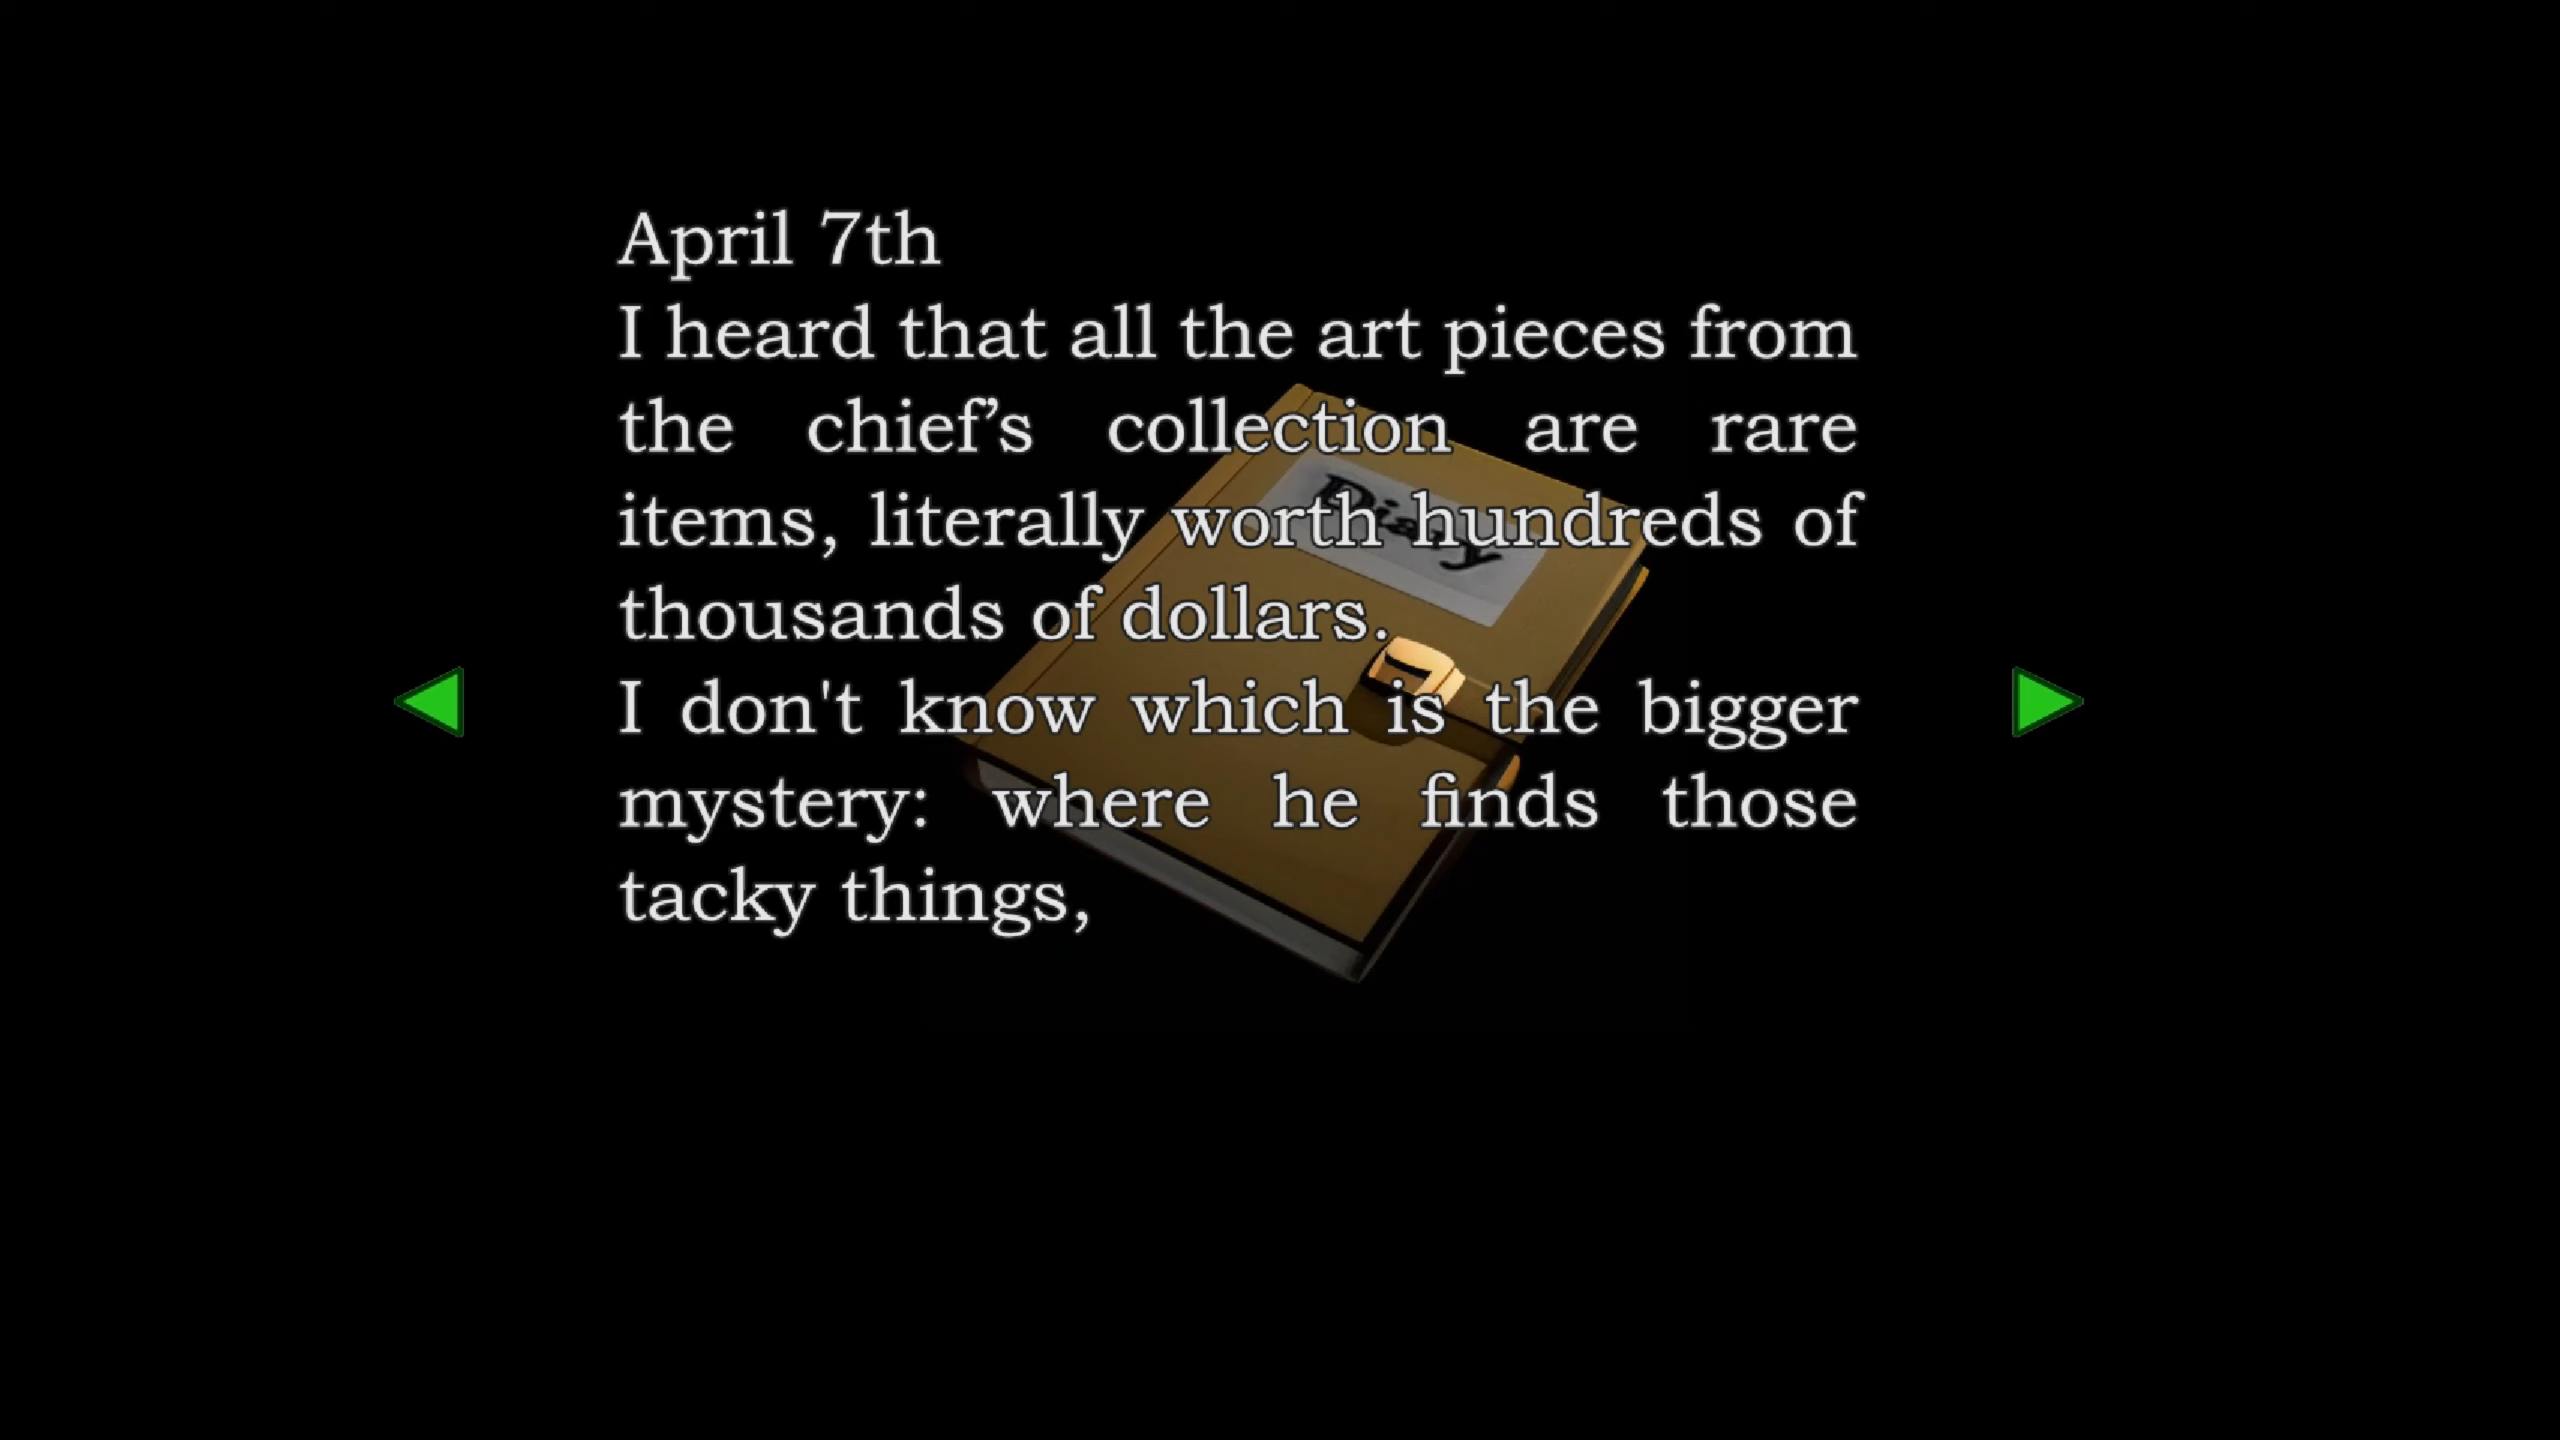 April 7th
I heard that all the art pieces from
the chief’s collection are rare
items, literally worth hundreds of
thousands of dollars.
I don't know which is the bigger
mystery: where he finds those
tacky things,
Diary